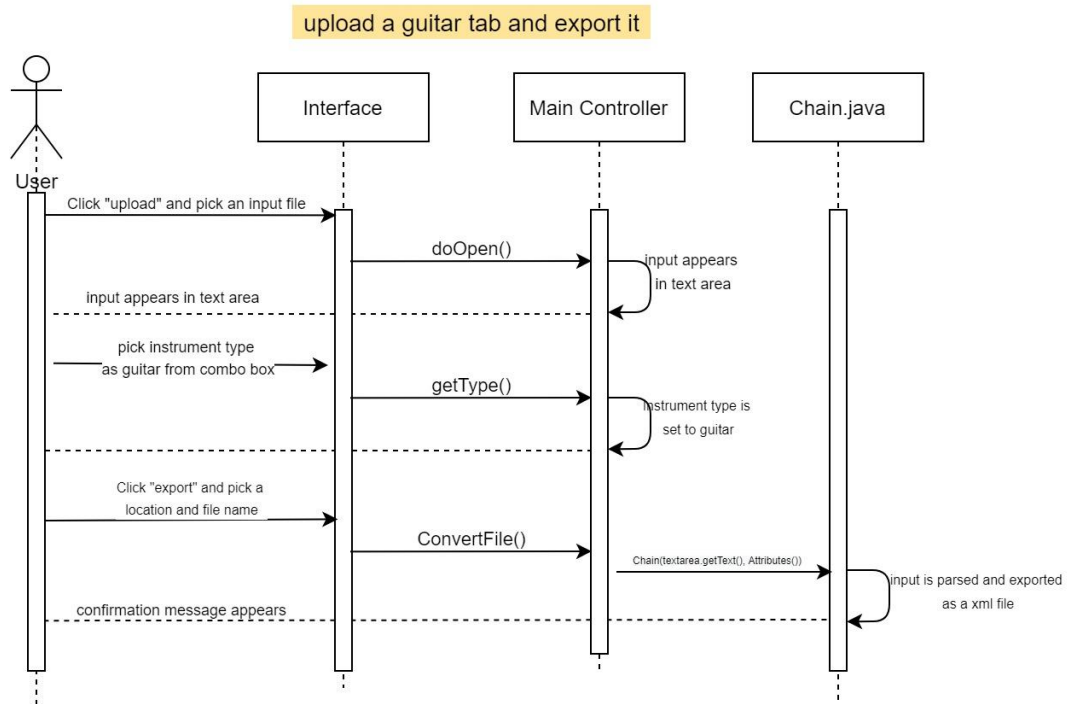 upload a guitar tab and export it
Interface
Main Controller
Chain.java
User
Click "upload" and pick an input file
doOpen()
input appears
in text area
input appears in text area
pick instrument type
as guitar from combo box
getType()
instrument type is
set to guitar
Click "export" and pick a
location and file name
ConvertFile()
Chain(textarea.getText(), Attributes())
input is parsed and exported
as a xml file
confirmation message appears